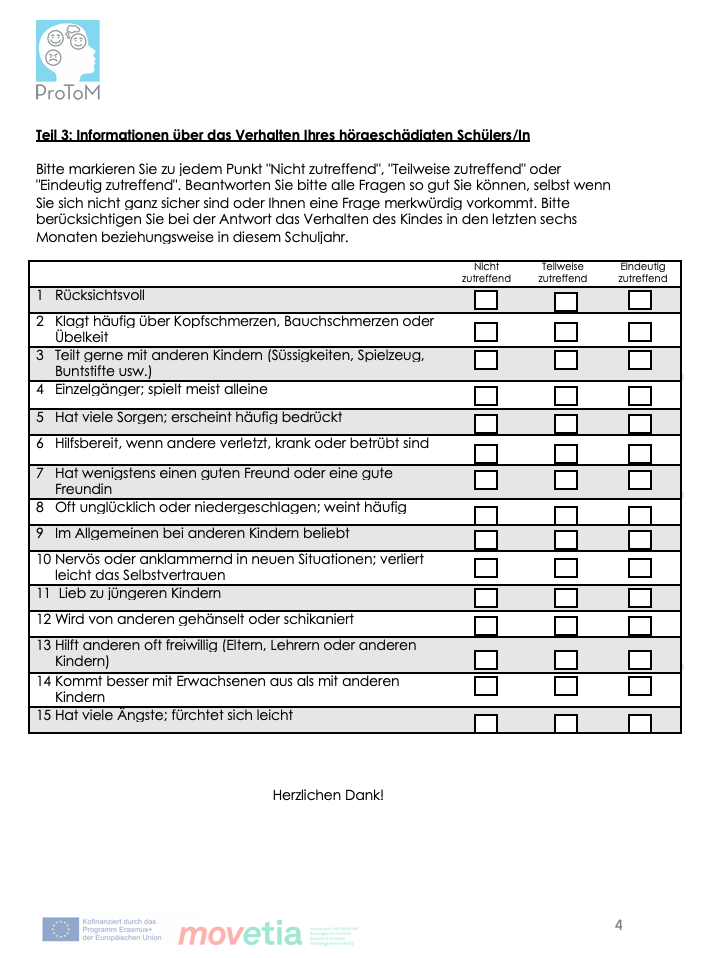 ProToM
Teil 3: Informationen über das Verhalten Ihres hörgeschädigten Schülers/In
Bitte markieren Sie zu jedem Punkt "Nicht zutreffend", "Teilweise zutreffend" oder
"Eindeutig zutreffend". Beantworten Sie bitte alle Fragen so gut Sie können, selbst wenn
Sie sich nicht ganz sicher sind oder Ihnen eine Frage merkwürdig vorkommt. Bitte
berücksichtigen Sie bei der Antwort das Verhalten des Kindes in den letzten sechs
Monaten beziehungsweise in diesem Schuljahr.
Nicht zutreffend
Teilweise zutreffend
Eindeutig zutreffend
1 Rücksichtsvoll
2 Klagt häufig über Kopfschmerzen, Bauchschmerzen oder
Übelkeit
3 Teilt gerne mit anderen Kindern (Süssigkeiten, Spielzeug,
Buntstifte usw.)
4 Einzelgänger; spielt meist alleine
5 Hat viele Sorgen; erscheint häufig bedrückt
6 Hilfsbereit, wenn andere verletzt, krank oder betrübt sind
7 Hat wenigstens einen guten Freund oder eine gute
Freundin
8 Oft unglücklich oder niedergeschlagen; weint häufig
9 Im Allgemeinen bei anderen Kindern beliebt
10 Nervös oder anklammernd in neuen Situationen; verliert
leicht das Selbstvertrauen
11 Lieb zu jüngeren Kindern
12 Wird von anderen gehänselt oder schikaniert
13 Hilft anderen oft freiwillig (Eltern, Lehrern oder anderen
Kindern)
14 Kommt besser mit Erwachsenen aus als mit anderen
Kindern
15 Hat viele Ängste; fürchtet sich leicht
Herzlichen Dank!
Kofinanziert durch das
Programm Erasmus+
der Europäischen Union
movetia
4